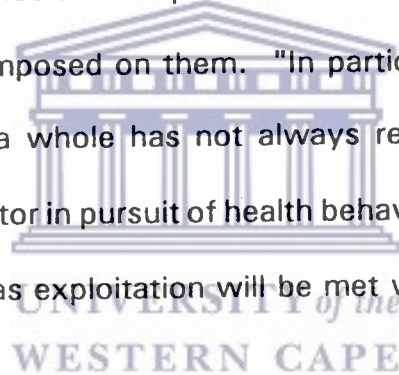 mposed on them. "In partic
a whole has not always re
tor in pursuit of health behav
as exploitation will be met v
UNIVERSITY of the
WESTERN CAPE